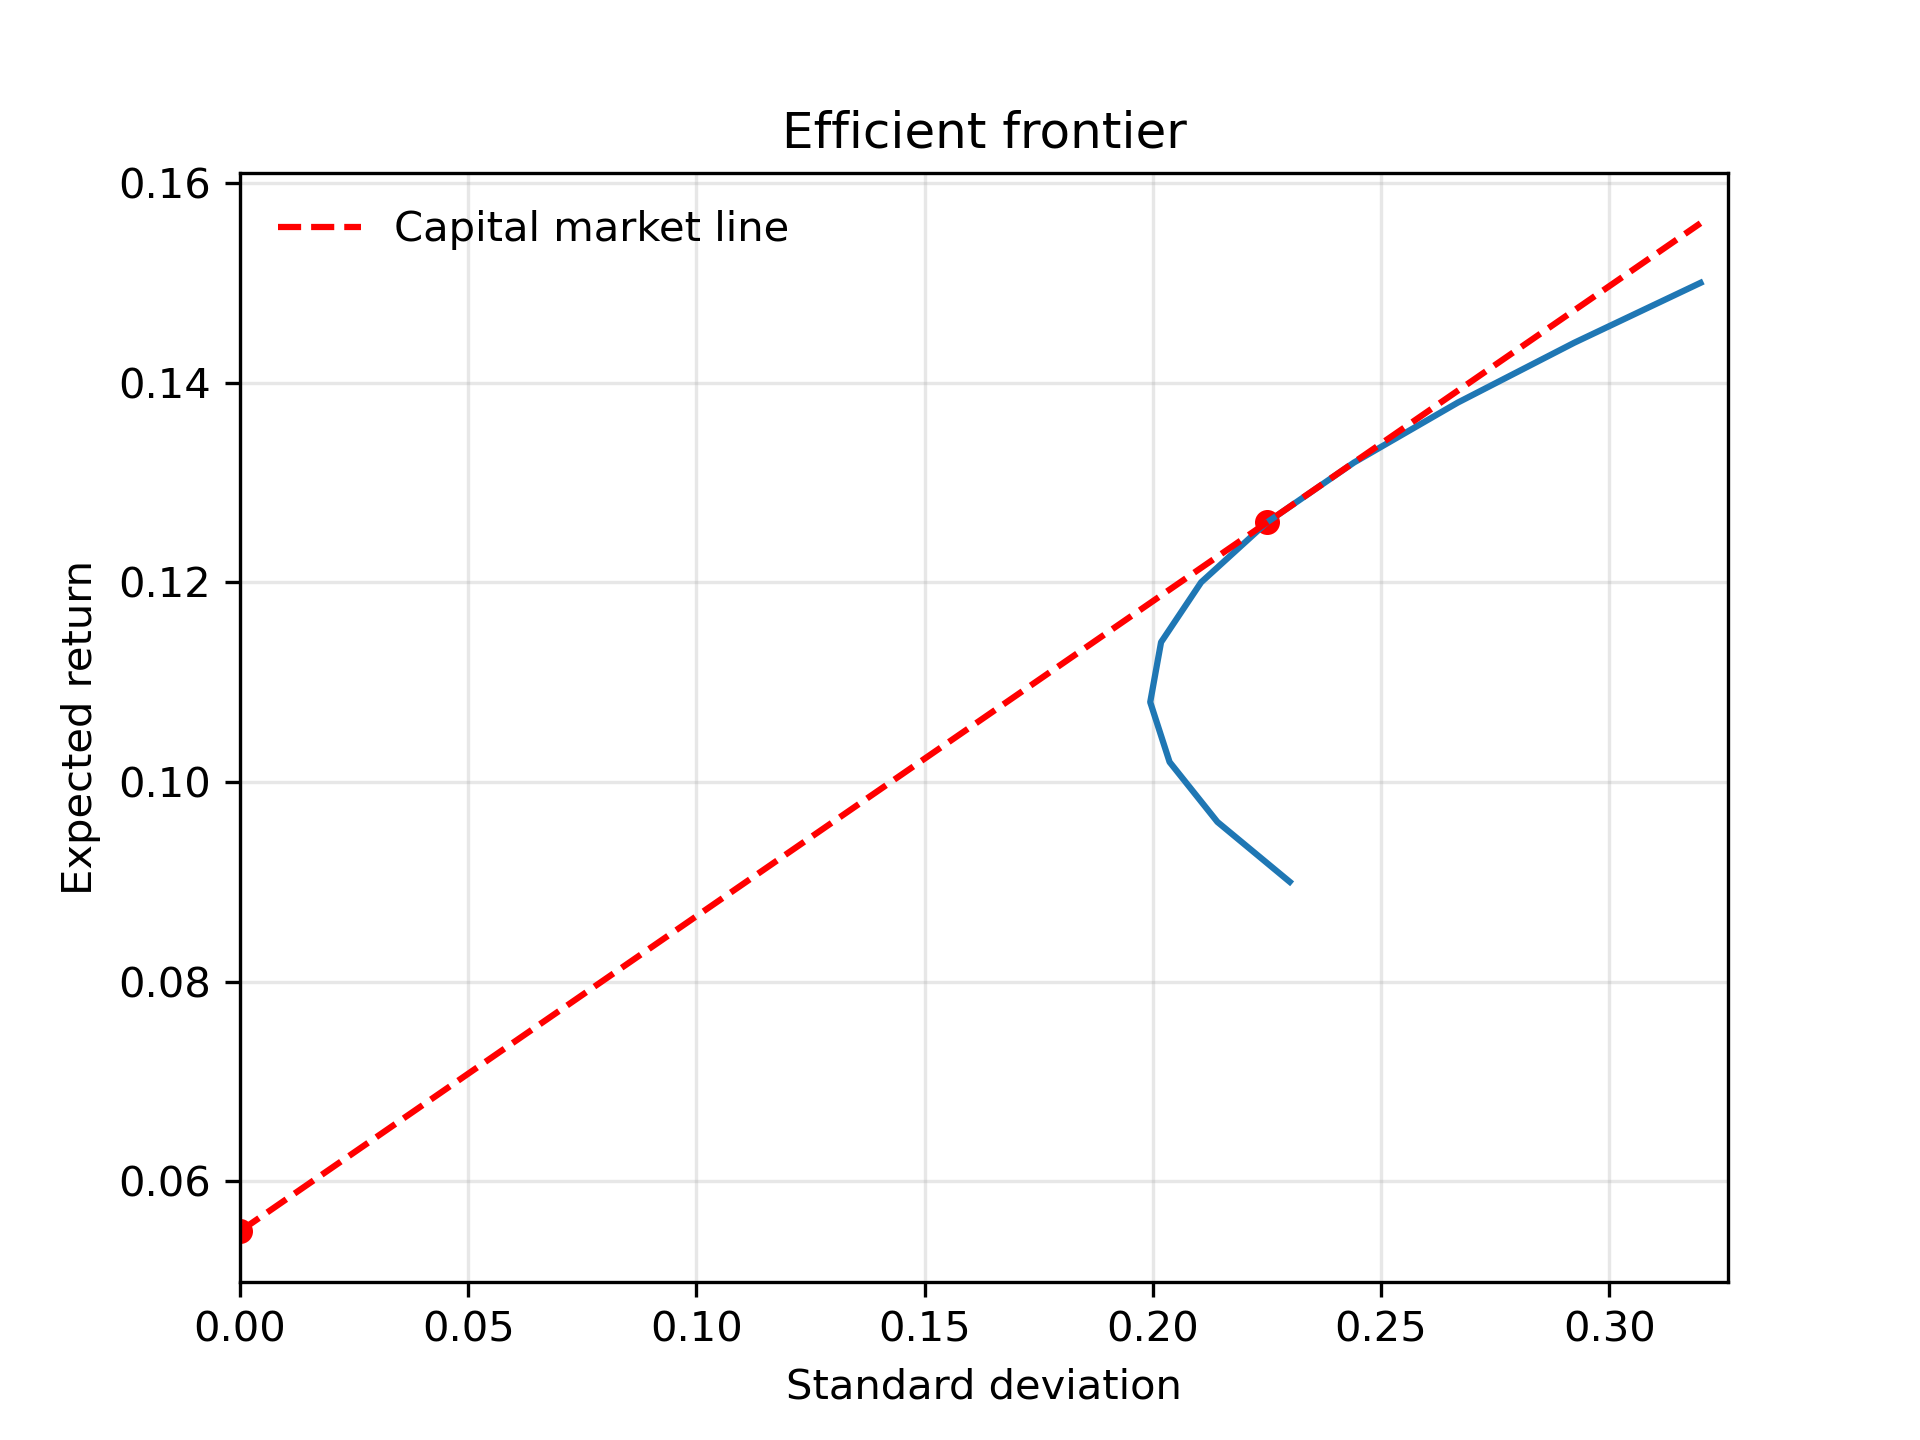 Efficient frontier
Capital market line
0.16
0.14
0.12
0.10
0.08
0.06
Expected return
0.00 0.05 0.10 0.15 0.20 0.25 0.30
Standard deviation